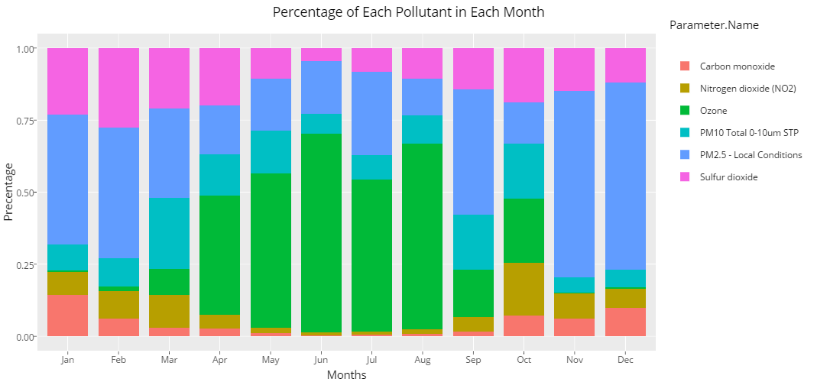 Percentage of Each Pollutant in Each Month
Parameter.Name
Carbon monoxide
Nitrogen dioxide (NO2)
Ozone
PM10 Total 0-10um STP
PM2.5 - Local Conditions
Sulfur dioxide
Precentage
1.00
0.75
0.50
0.25
0.00
Jan Feb Mar Apr May Jun Jul Aug Sep Oct Nov Dec
Months